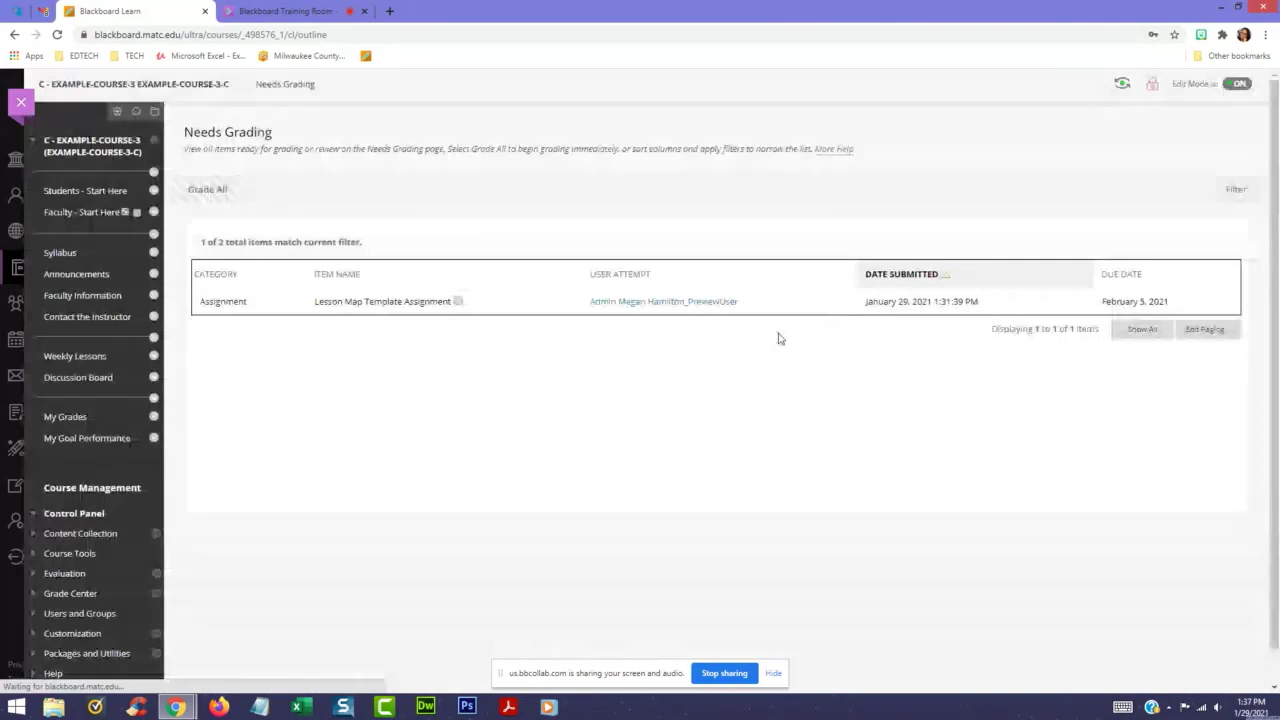 Blackboard Learn
Blackboard Training Room
blackboard.matc.edu/ultra/courses/_498576_1/cl/outline
Apps
EDTECH
TECH
Microsoft Excel - Ex...
Milwaukee County...
Other bookmarks
C - EXAMPLE-COURSE-3 EXAMPLE-COURSE-3-C
Needs Grading
Edit Mode is:
ON
C - EXAMPLE-COURSE-3
(EXAMPLE-COURSE-3-C)
Students - Start Here
Faculty - Start Here
Syllabus
Announcements
Faculty Information
Contact the Instructor
Weekly Lessons
Discussion Board
My Grades
My Goal Performance
Course Management
Control Panel
Content Collection
Course Tools
Evaluation
Grade Center
Users and Groups
Customization
Packages and Utilities
Help
Needs Grading
View all items ready for grading or review on the Needs Grading page. Select Grade All to begin grading immediately, or sort columns and apply filters to narrow the list. More Help
Grade All
Filter
1 of 2 total items match current filter.
CATEGORY ITEM NAME USER ATTEMPT DATE SUBMITTED DUE DATE
Assignment Lesson Map Template Assignment Admin Megan Hamilton_PreviewUser January 29, 2021 1:31:39 PM February 5, 2021
Displaying 1 to 1 of 1 items Show All Edit Paging...
us.bbcollab.com is sharing your screen and audio.
Stop sharing
Hide
Waiting for blackboard.matc.edu...
Dw
Ps
1:37 PM
1/29/2021